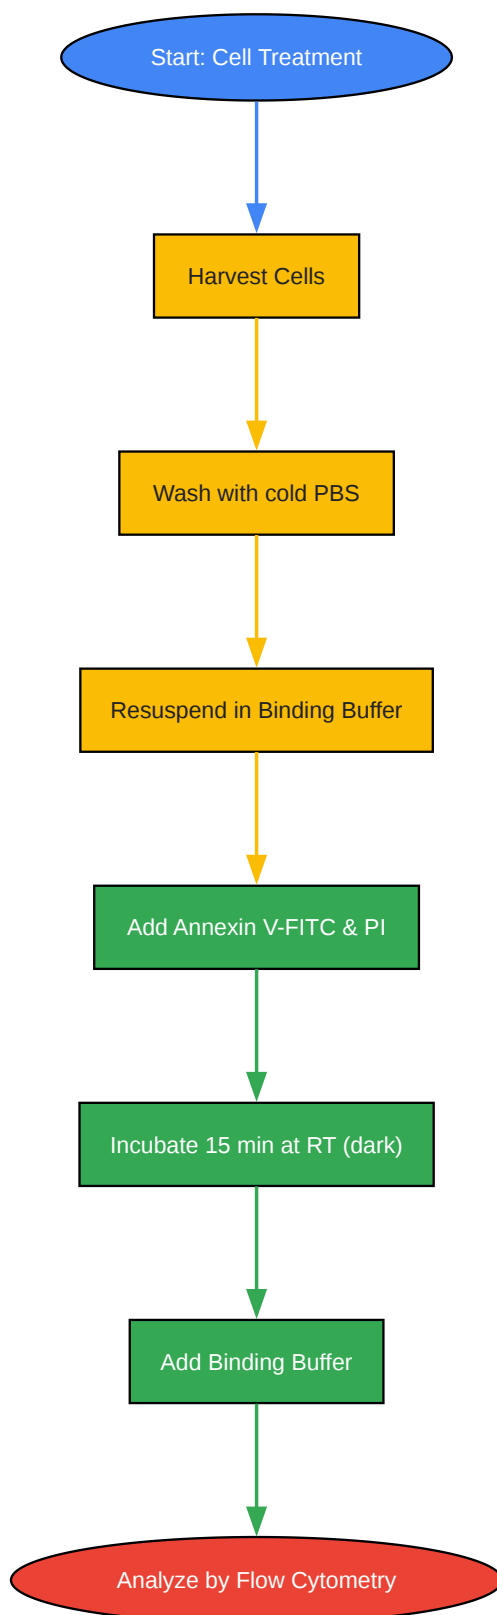 Start: Cell Treatment
Harvest Cells
Wash with cold PBS
Resuspend in Binding Buffer
Add Annexin V-FITC & PI
Incubate 15 min at RT (dark)
Add Binding Buffer
Analyze by Flow Cytometry